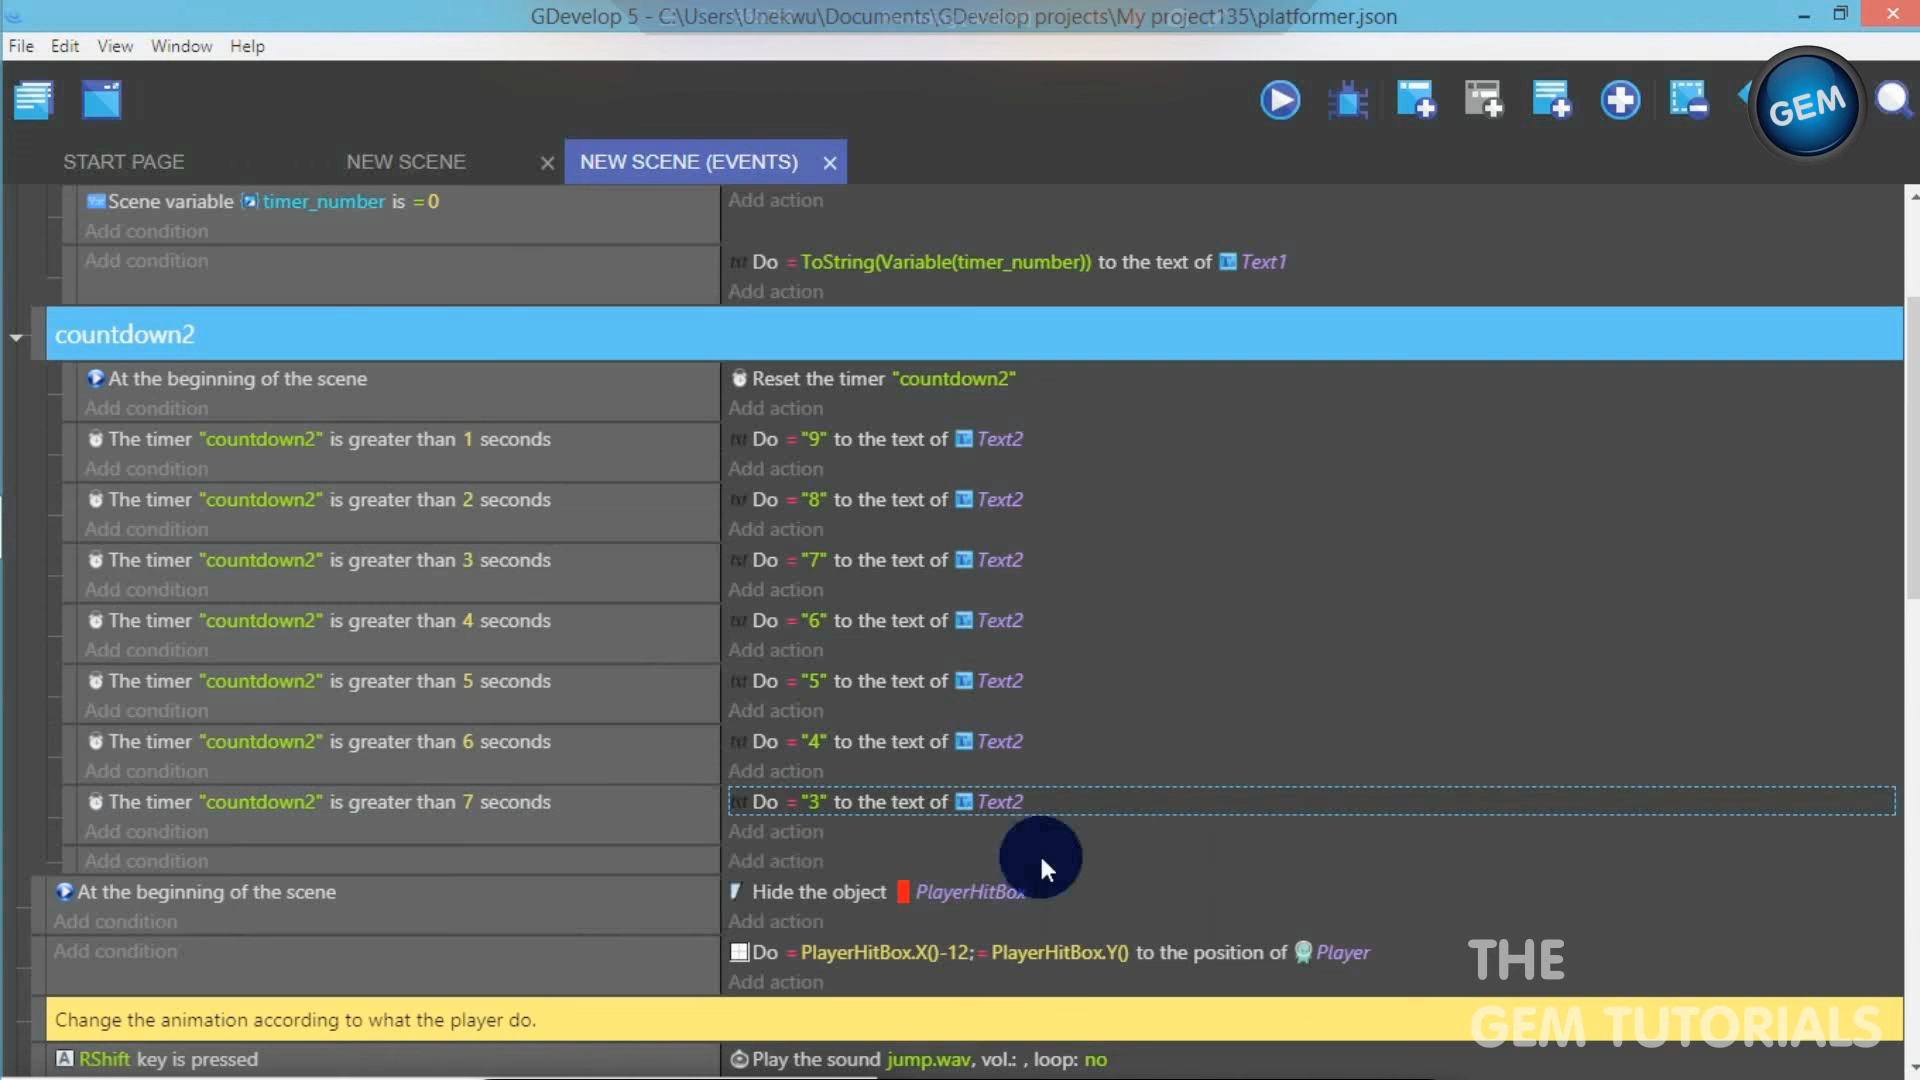 GDevelop 5 - C:\Users\Unekwu\Documents\GDevelop projects\My project135\platformer.json
File Edit View Window Help
GEM
START PAGE NEW SCENE NEW SCENE (EVENTS)
Scene variable timer_number is = 0 Add action
Add condition
Add condition Do = ToString(Variable(timer_number)) to the text of Text1
Add action
countdown2
At the beginning of the scene Reset the timer "countdown2"
Add condition Add action
The timer "countdown2" is greater than 1 seconds Do = "9" to the text of Text2
Add condition Add action
The timer "countdown2" is greater than 2 seconds Do = "8" to the text of Text2
Add condition Add action
The timer "countdown2" is greater than 3 seconds Do = "7" to the text of Text2
Add condition Add action
The timer "countdown2" is greater than 4 seconds Do = "6" to the text of Text2
Add condition Add action
The timer "countdown2" is greater than 5 seconds Do = "5" to the text of Text2
Add condition Add action
The timer "countdown2" is greater than 6 seconds Do = "4" to the text of Text2
Add condition Add action
The timer "countdown2" is greater than 7 seconds Do = "3" to the text of Text2
Add condition Add action
Add condition Add action
At the beginning of the scene Hide the object PlayerHitBox
Add condition Add action
Add condition Do = PlayerHitBox.X()-12; = PlayerHitBox.Y() to the position of Player
Add action
THE
GEM TUTORIALS
Change the animation according to what the player do.
RShift key is pressed Play the sound jump.wav, vol.: , loop: no